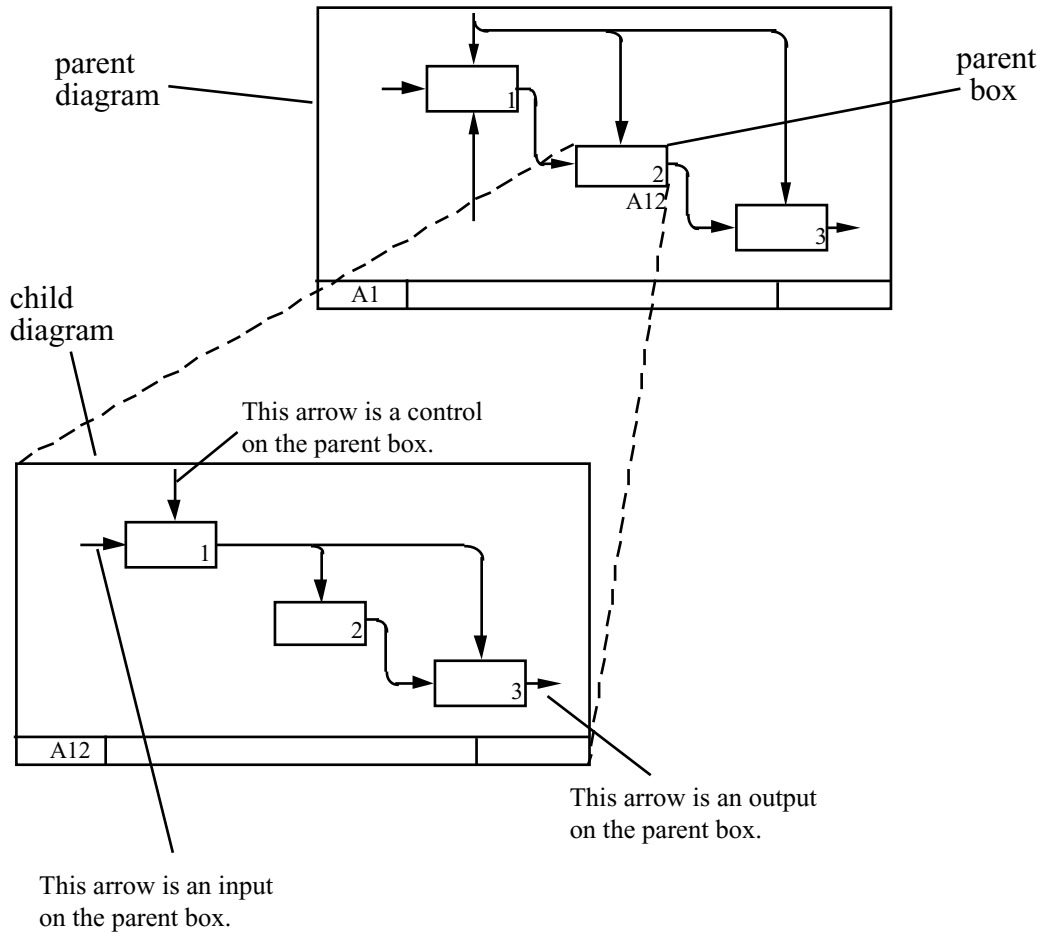 parent
diagram
parent
box
1
2
A12
3
A1
child
diagram
This arrow is a control
on the parent box.
1
2
3
A12
This arrow is an output
on the parent box.
This arrow is an input
on the parent box.